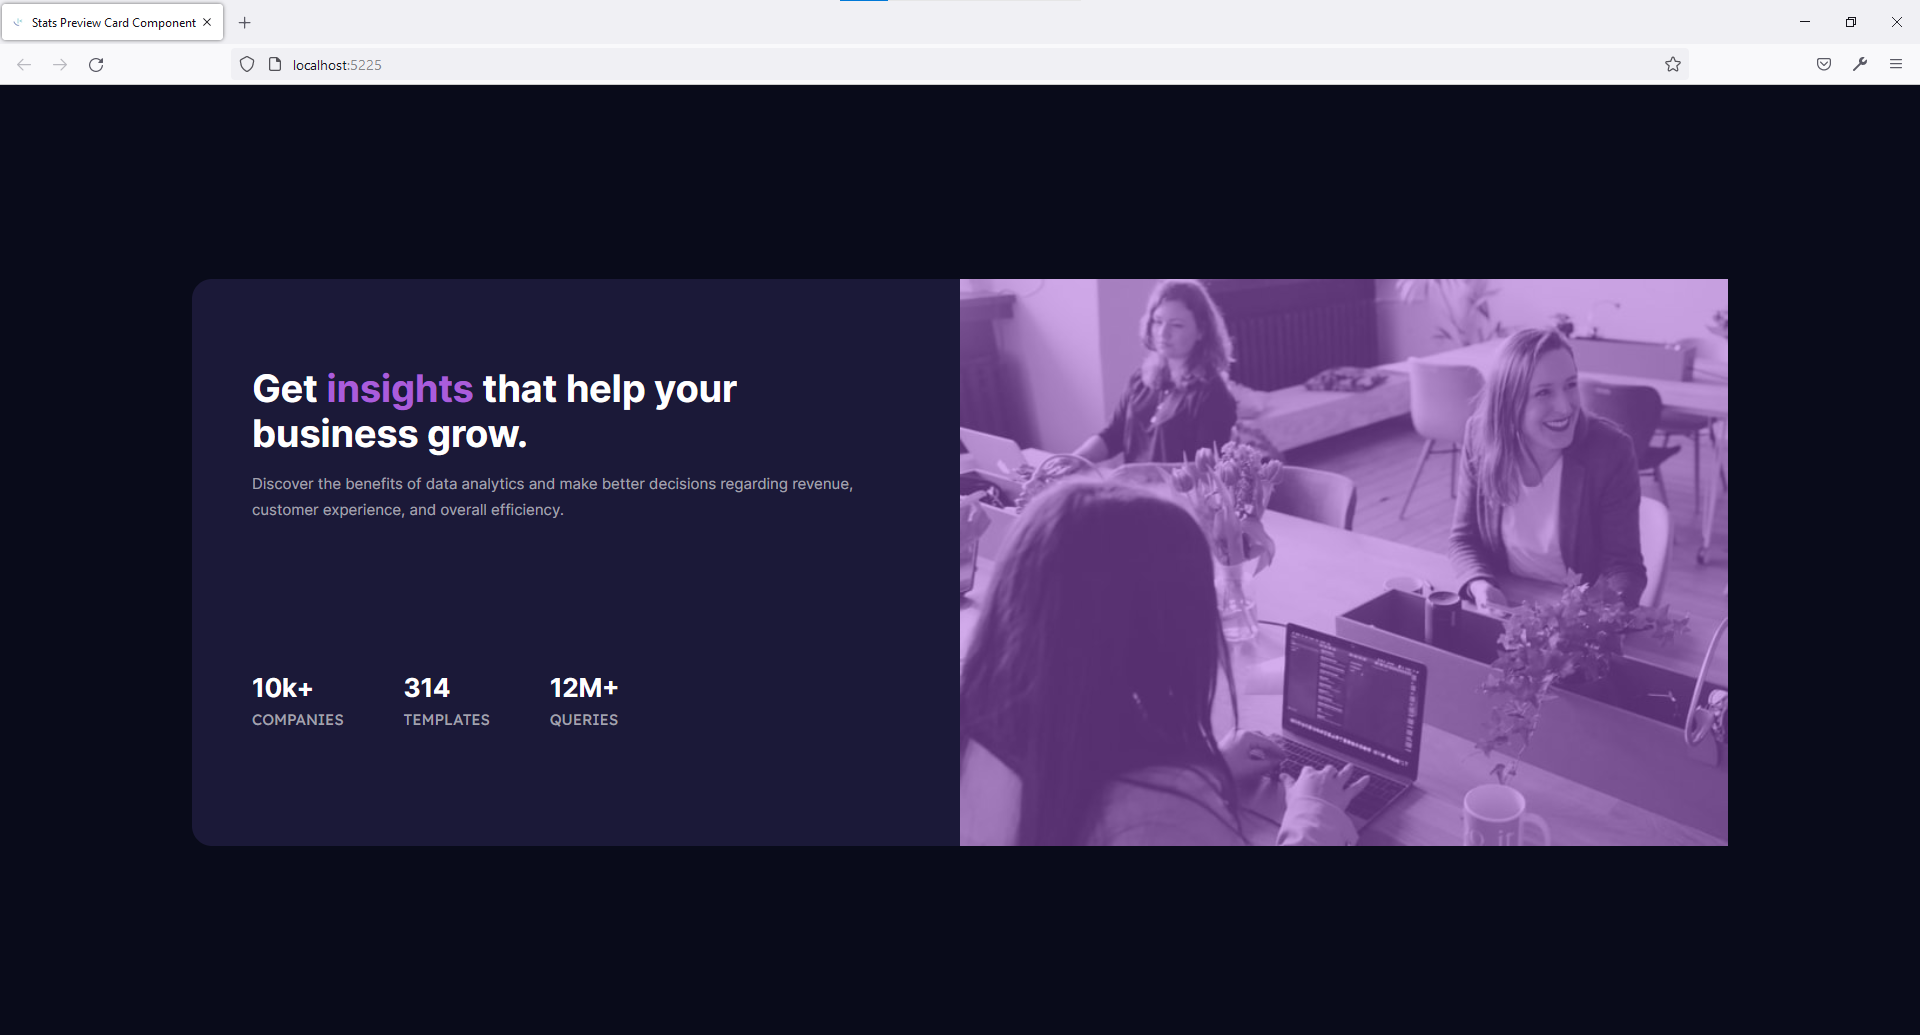 Stats Preview Card Component
localhost:5225
Get insights that help your
business grow.
Discover the benefits of data analytics and make better decisions regarding revenue,
customer experience, and overall efficiency.
10k+ 314 12M+
COMPANIES TEMPLATES QUERIES